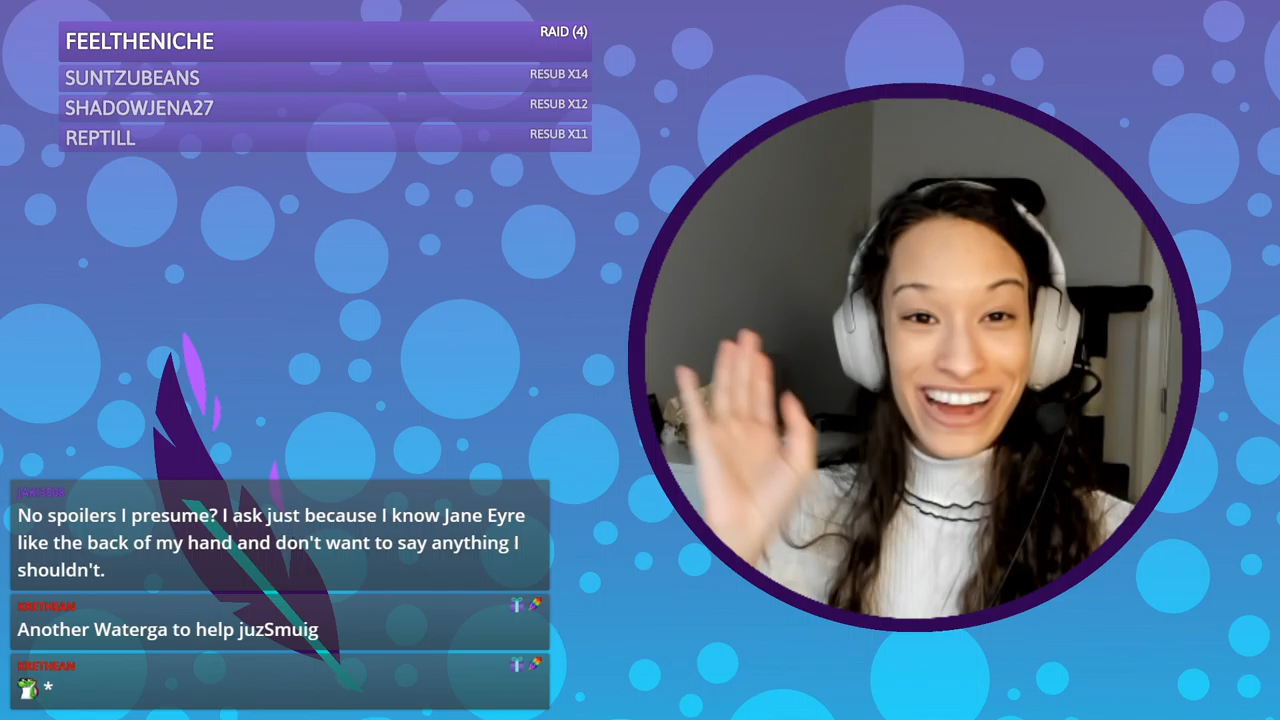 FEELTHENICHE
RAID (4)
SUNTZUBEANS
RESUB X14
SHADOWJENA27
RESUB X12
REPTILL
RESUB X11
No spoilers I presume? I ask just because I know Jane Eyre
like the back of my hand and don't want to say anything I
shouldn't.
KRETHEAN
Another Waterga to help juzSmuig
KRETHEAN
*